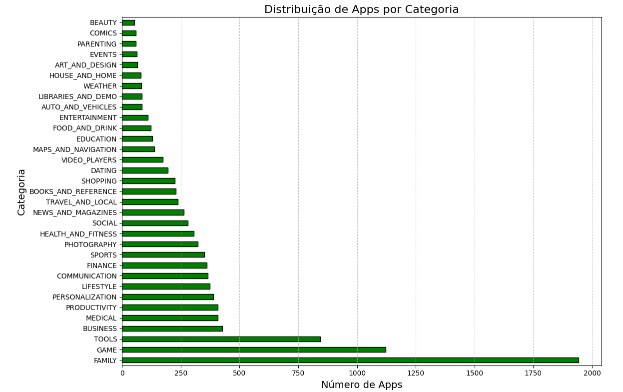 Distribuição de Apps por Categoria
Categoria
BEAUTY
COMICS
PARENTING
EVENTS
ART_AND_DESIGN
HOUSE_AND_HOME
WEATHER
LIBRARIES_AND_DEMO
AUTO_AND_VEHICLES
ENTERTAINMENT
FOOD_AND_DRINK
EDUCATION
MAPS_AND_NAVIGATION
VIDEO_PLAYERS
DATING
SHOPPING
BOOKS_AND_REFERENCE
TRAVEL_AND_LOCAL
NEWS_AND_MAGAZINES
SOCIAL
HEALTH_AND_FITNESS
PHOTOGRAPHY
SPORTS
FINANCE
COMMUNICATION
LIFESTYLE
PERSONALIZATION
PRODUCTIVITY
MEDICAL
BUSINESS
TOOLS
GAME
FAMILY
0 250 500 750 1000 1250 1500 1750 2000
Número de Apps